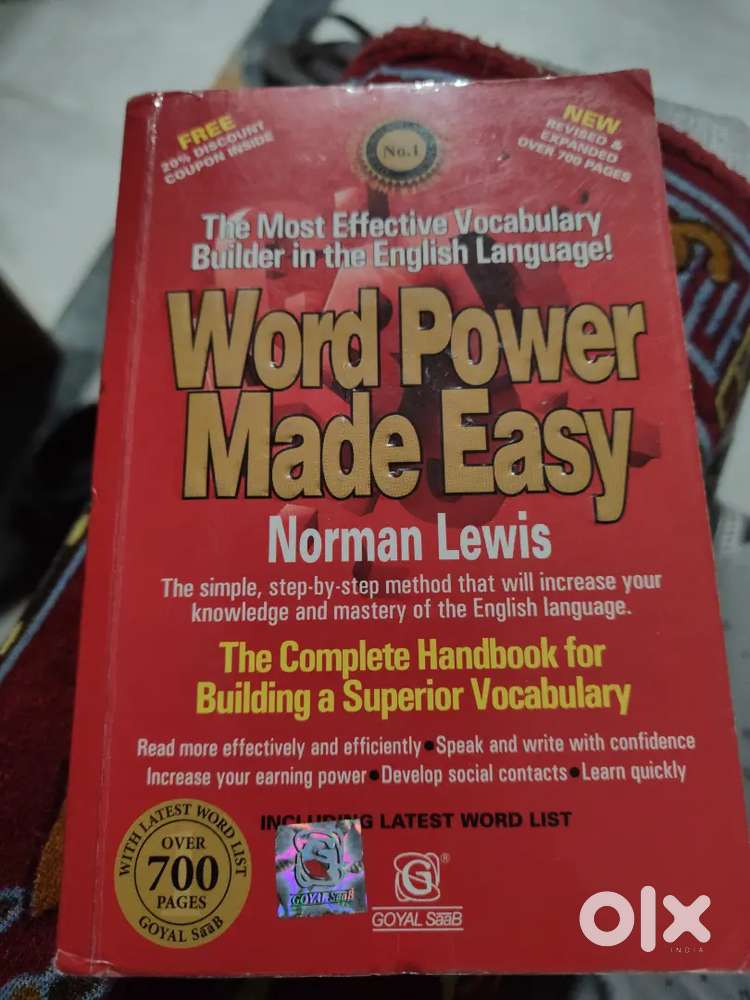 FREE
20% DISCOUNT
COUPON INSIDE
No.1
NEW
REVISED &
EXPANDED
OVER 700 PAGES
The Most Effective Vocabulary
Builder in the English Language!
Word Power
Made Easy
Norman Lewis
The simple, step-by-step method that will increase your
knowledge and mastery of the English language.
The Complete Handbook for
Building a Superior Vocabulary
Read more effectively and efficiently●Speak and write with confidence
Increase your earning power●Develop social contacts●Learn quickly
INCLUDING LATEST WORD LIST
WITH LATEST WORD LIST
OVER
700
PAGES
GOYAL SaaB
GOYAL SaaB
G®
GOYAL SaaB
olx
INDIA